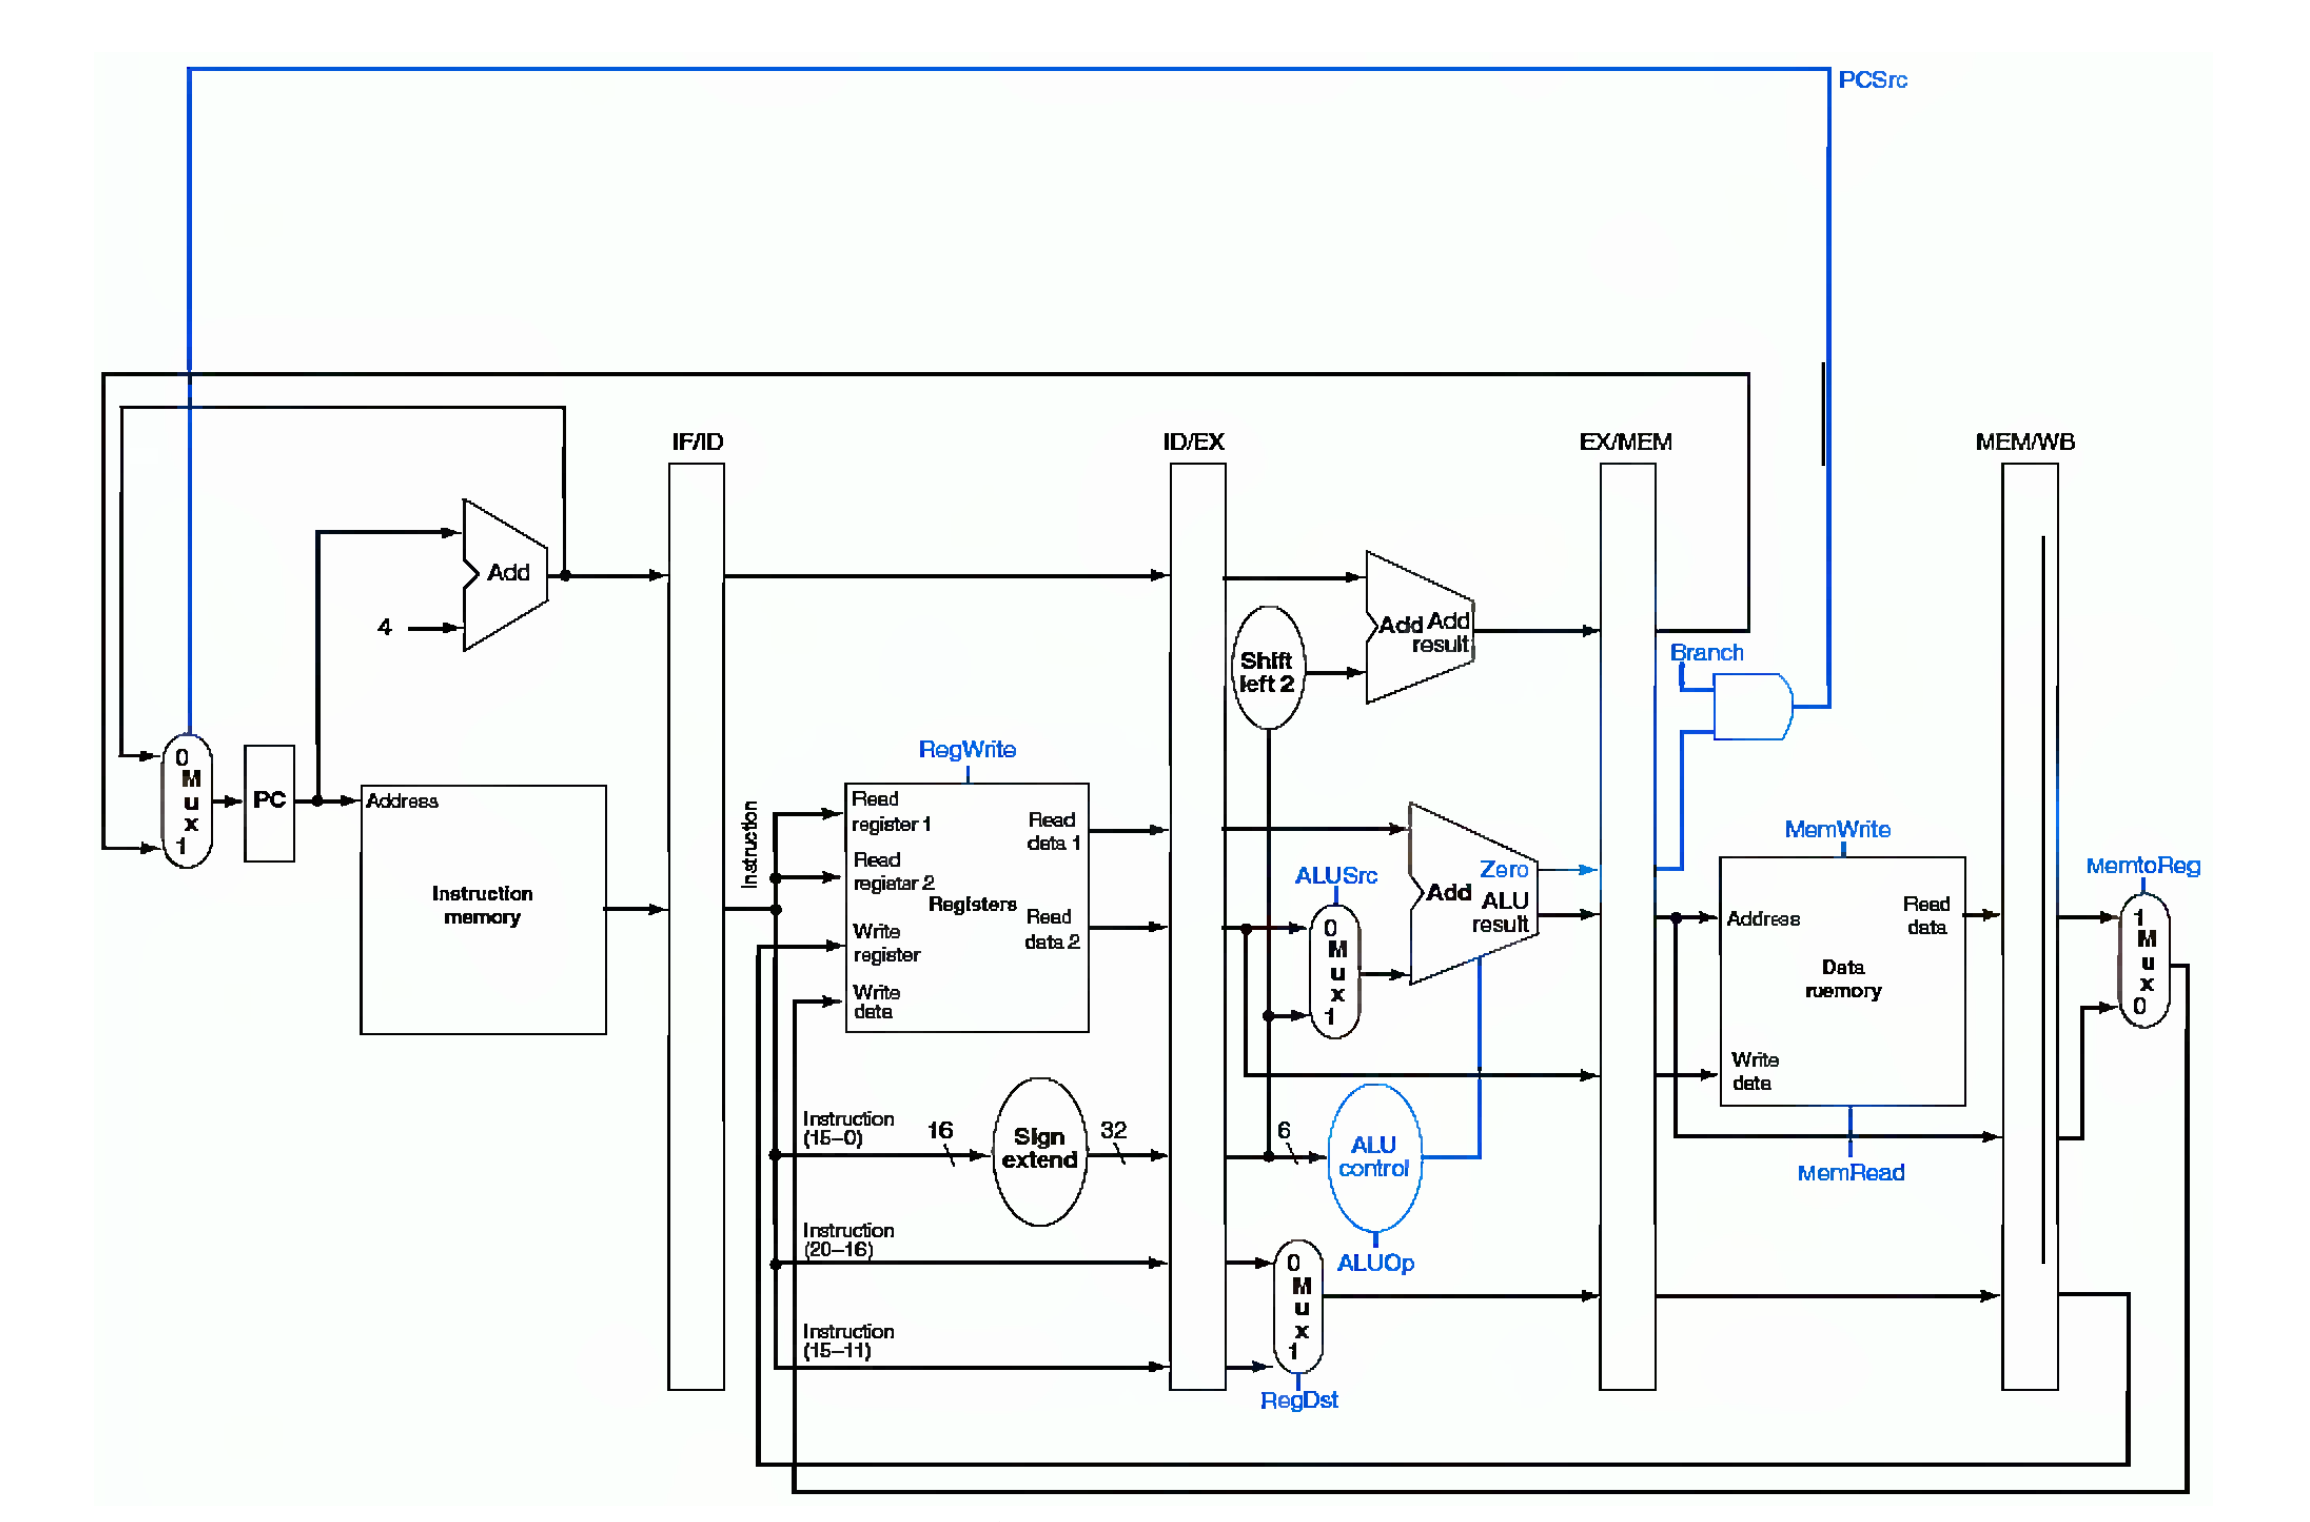 PCSrc
IF/ID
ID/EX
EX/MEM
MEM/WB
Add
4
Add Add
result
Shift
left 2
Branch
0
M
u
x
1
PC
Address
Instruction
memory
Instruction
RegWrite
Read
register 1
Read
registar 2
Write
register
Write
data
Registers
Read
data 1
Read
data 2
ALUSrc
0
M
u
x
1
Zero
Add ALU
result
MemWrite
Address
Read
data
Data
ruemory
Write
data
MemRead
MemtoReg
1
M
u
x
0
Instruction
(15–0)
16
Sign
extend
32
6
ALU
control
ALUOp
Instruction
(20–16)
Instruction
(15–11)
0
M
u
x
1
RegDst